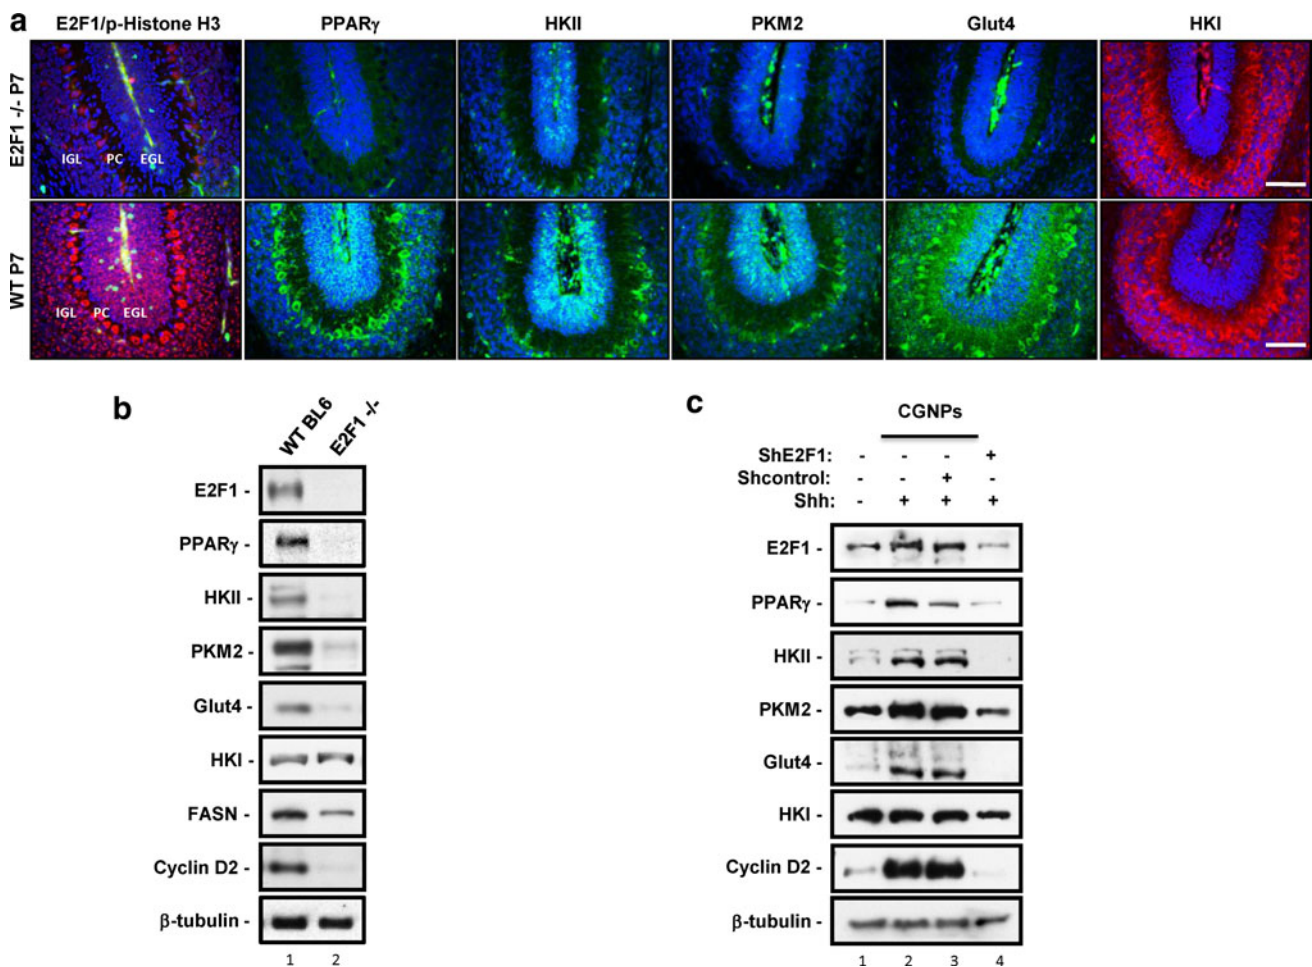 a
E2F1/p-Histone H3 PPARγ HKII PKM2 Glut4 HKI
E2F1 -/- P7
IGL PC EGL
WT P7
IGL PC EGL
b
WT BL6 E2F1 -/-
E2F1 -
PPARγ -
HKII -
PKM2 -
Glut4 -
HKI -
FASN -
Cyclin D2 -
β-tubulin -
1 2
c
CGNPs
ShE2F1: - - - +
Shcontrol: - - + -
Shh: - + + +
E2F1 -
PPARγ -
HKII -
PKM2 -
Glut4 -
HKI -
Cyclin D2 -
β-tubulin -
1 2 3 4